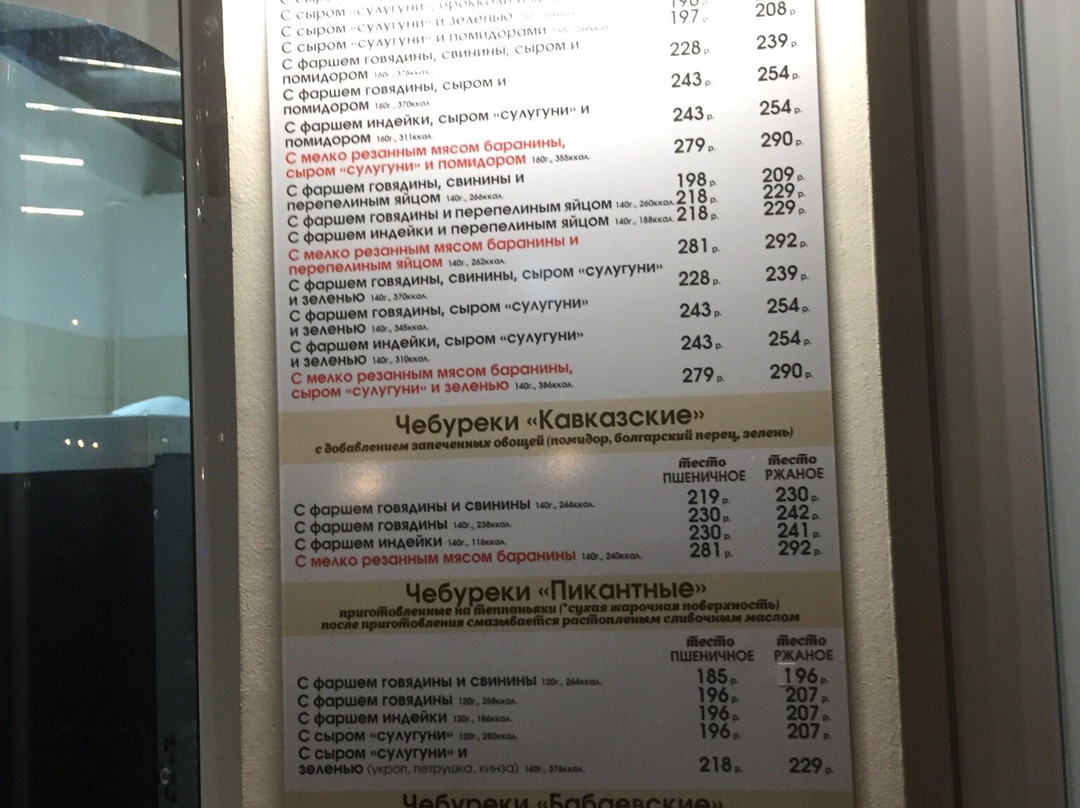 С сыром «сулугуни», брокколи и
С сыром «сулугуни» и зеленью 197 р. 208 р.
С сыром «сулугуни» и помидорами
С фаршем говядины, свинины, сыром и 228 р. 239 р.
помидором 160г., 376ккал.
С фаршем говядины, сыром и 243 р. 254 р.
помидором 160г., 370ккал
С фаршем индейки, сыром «сулугуни» и 243 р. 254 р.
помидором 160г., 311ккал.
С мелко резанным мясом баранины, 279 р. 290 р.
сыром «сулугуни» и помидором 160г., 355ккал.
С фаршем говядины, свинины и 198 р. 209 р.
перепелиным яйцом 140г., 266ккал.
С фаршем говядины и перепелиным яйцом 140г., 260ккал. 218 р. 229 р.
С фаршем индейки и перепелиным яйцом 140г., 188ккал. 218 р. 229 р.
С мелко резанным мясом баранины и 281 р. 292 р.
перепелиным яйцом 140г., 262ккал.
С фаршем говядины, свинины, сыром «сулугуни» 228 р. 239 р.
и зеленью 140г., 370ккал.
С фаршем говядины, сыром «сулугуни» 243 р. 254 р.
и зеленью 140г., 345ккал.
С фаршем индейки, сыром «сулугуни» 243 р. 254 р.
и зеленью 140г., 310ккал.
С мелко резанным мясом баранины, 279 р. 290 р.
сыром «сулугуни» и зеленью 140г., 386ккал.
Чебуреки «Кавказские»
с добавлением запеченных овощей (помидор, болгарский перец, зелень)
тесто тесто
ПШЕНИЧНОЕ РЖАНОЕ
С фаршем говядины и свинины 140г., 244ккал. 219 р. 230 р.
С фаршем говядины 140г., 238ккал. 230 р. 242 р.
С фаршем индейки 140г., 116ккал. 230 р. 241 р.
С мелко резанным мясом баранины 140г., 240ккал. 281 р. 292 р.
Чебуреки «Пикантные»
приготовленные на теппаньяки (*сухая жарочная поверхность)
после приготовления смазывается растопленым сливочным маслом
тесто тесто
ПШЕНИЧНОЕ РЖАНОЕ
С фаршем говядины и свинины 120г., 264ккал. 185 р. 196 р.
С фаршем говядины 120г., 258ккал. 196 р. 207 р.
С фаршем индейки 120г., 186ккал. 196 р. 207 р.
С сыром «сулугуни» 120г., 280ккал. 196 р. 207 р.
С сыром «сулугуни» и
зеленью (укроп, петрушка, кинза) 160г., 376ккал. 218 р. 229 р.
Чебуреки «Бабаевские»